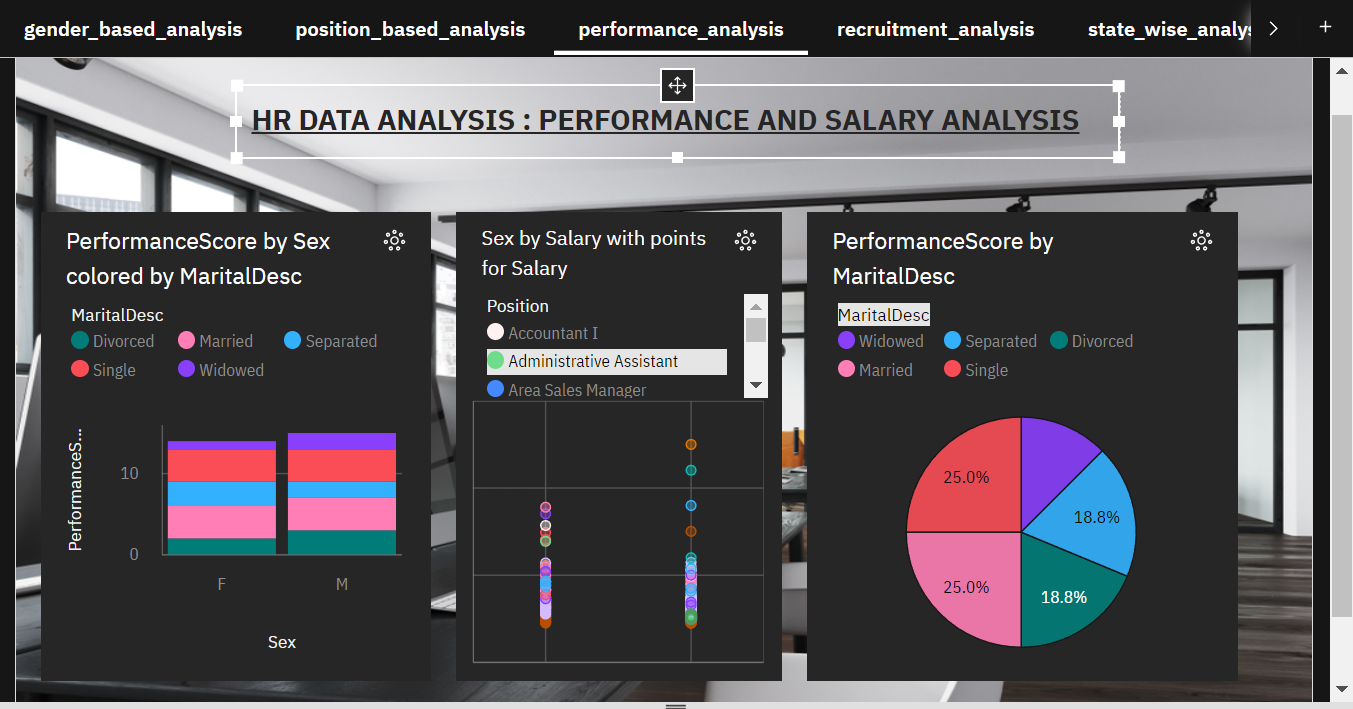 gender_based_analysis
position_based_analysis
performance_analysis
recruitment_analysis
state_wise_analys
HR DATA ANALYSIS : PERFORMANCE AND SALARY ANALYSIS
PerformanceScore by Sex
colored by MaritalDesc
MaritalDesc
Divorced
Married
Separated
Single
Widowed
PerformanceS...
10
0
F
M
Sex
Sex by Salary with points
for Salary
Position
Accountant I
Administrative Assistant
Area Sales Manager
PerformanceScore by
MaritalDesc
MaritalDesc
Widowed
Separated
Divorced
Married
Single
25.0%
18.8%
25.0%
18.8%